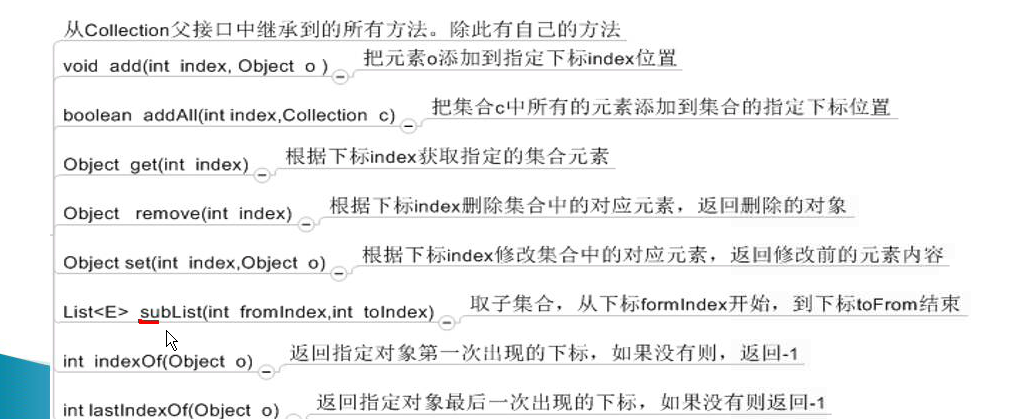 从Collection父接口中继承到的所有方法。除此有自己的方法
void add(int index, Object o ) 把元素o添加到指定下标index位置
boolean addAll(int index,Collection c) 把集合c中所有的元素添加到集合的指定下标位置
Object get(int index) 根据下标index获取指定的集合元素
Object remove(int index) 根据下标index删除集合中的对应元素，返回删除的对象
Object set(int index,Object o) 根据下标index修改集合中的对应元素，返回修改前的元素内容
List<E> subList(int fromIndex,int toIndex) 取子集合，从下标formIndex开始，到下标toFrom结束
int indexOf(Object o) 返回指定对象第一次出现的下标，如果没有则，返回-1
int lastIndexOf(Object o) 返回指定对象最后一次出现的下标，如果没有则返回-1